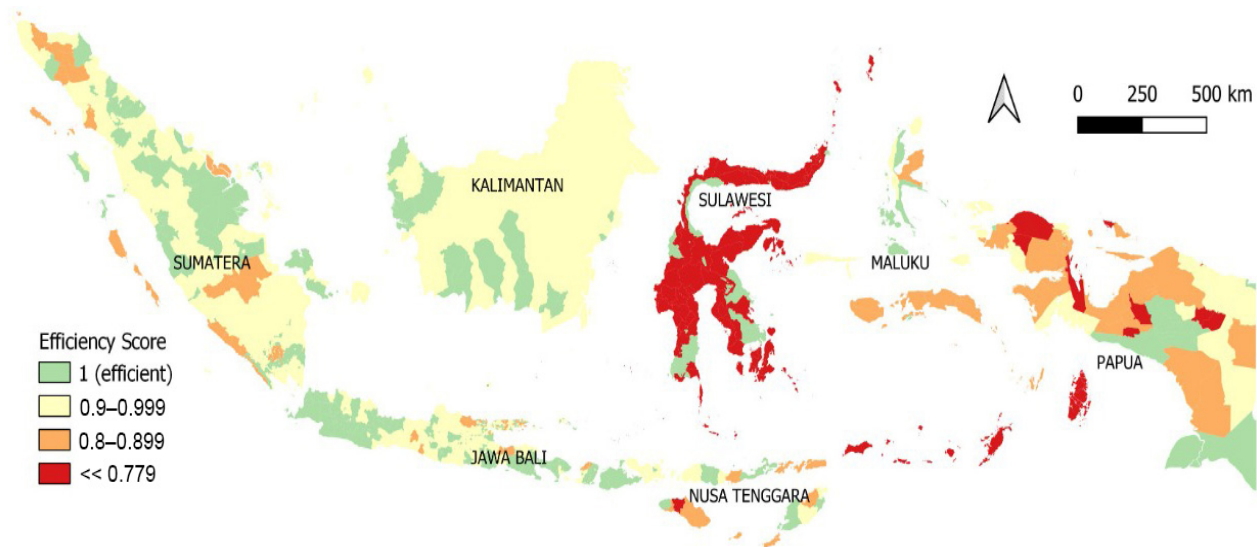 0 250 500 km
KALIMANTAN
SULAWESI
SUMATERA
MALUKU
Efficiency Score
1 (efficient)
0.9–0.999
0.8–0.899
<< 0.779
PAPUA
JAWA BALI
NUSA TENGGARA